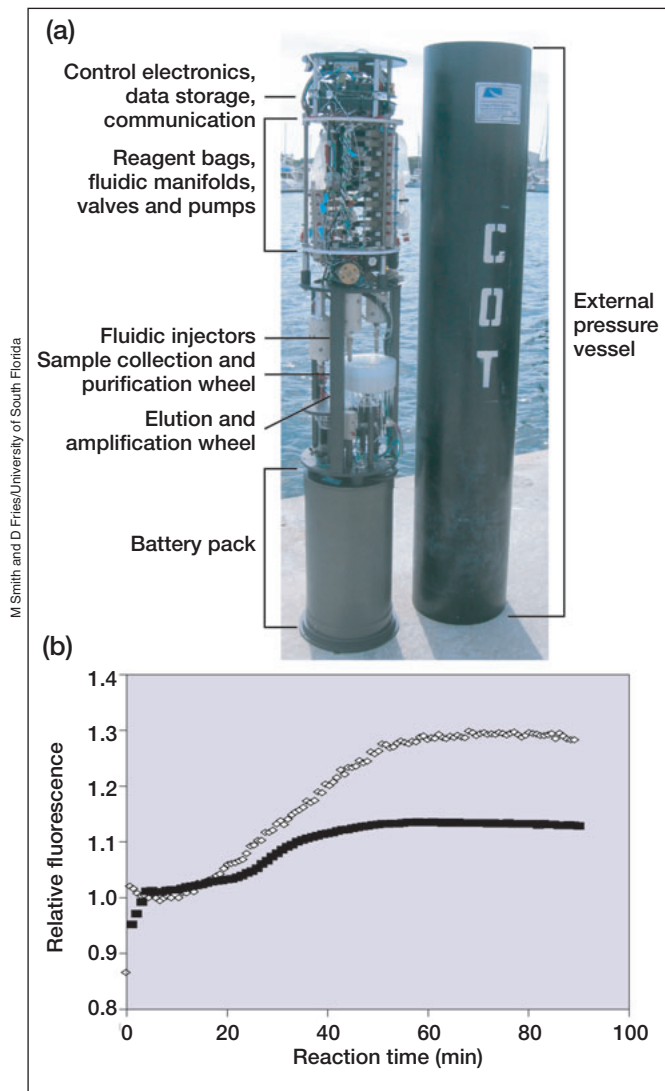 (a)
Control electronics,
data storage,
communication
Reagent bags,
fluidic manifolds,
valves and pumps
Fluidic injectors
Sample collection and
purification wheel
Elution and
amplification wheel
Battery pack
External
pressure
vessel
C
O
T
M Smith and D Fries/University of South Florida
(b)
1.4
1.3
1.2
1.1
1.0
0.9
0.8
Relative fluorescence
0
20
40
60
80
100
Reaction time (min)